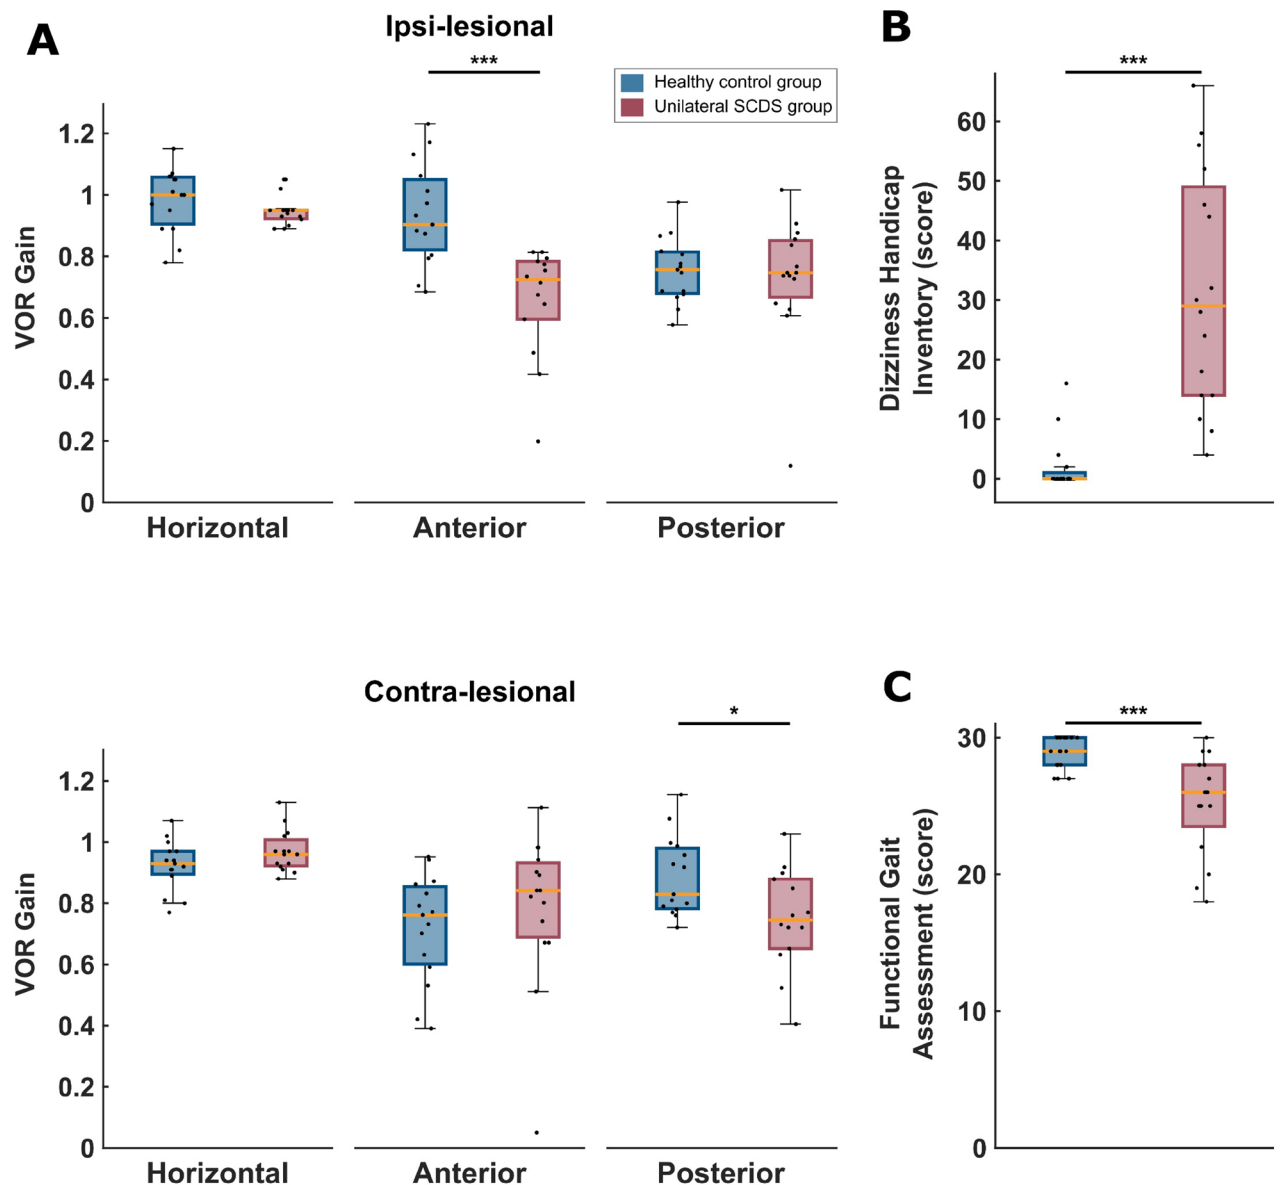 A
Ipsi-lesional
***
Healthy control group
Unilateral SCDS group
VOR Gain
1.2
1
0.8
0.6
0.4
0.2
0
Horizontal
Anterior
Posterior
B
***
Dizziness Handicap
Inventory (score)
60
50
40
30
20
10
0
Contra-lesional
*
VOR Gain
1.2
1
0.8
0.6
0.4
0.2
0
Horizontal
Anterior
Posterior
C
***
Functional Gait
Assessment (score)
30
20
10
0